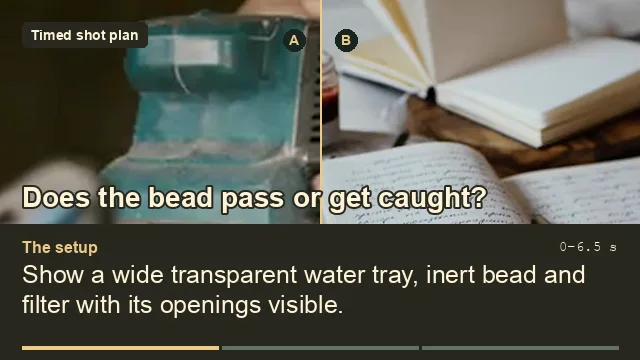 Timed shot plan
A
B
Does the bead pass or get caught?
The setup
0–6.5 s
Show a wide transparent water tray, inert bead and
filter with its openings visible.